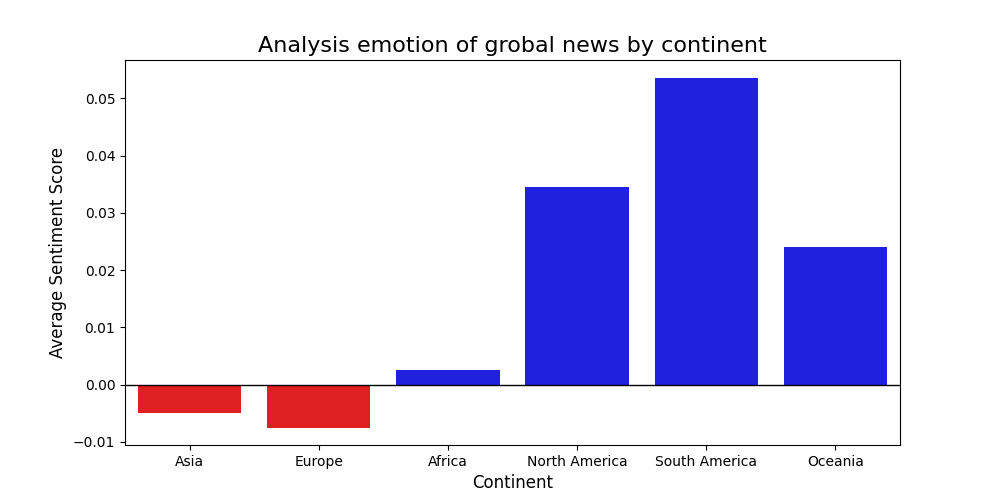 Analysis emotion of grobal news by continent
Average Sentiment Score
0.05
0.04
0.03
0.02
0.01
0.00
−0.01
Asia Europe Africa North America South America Oceania
Continent